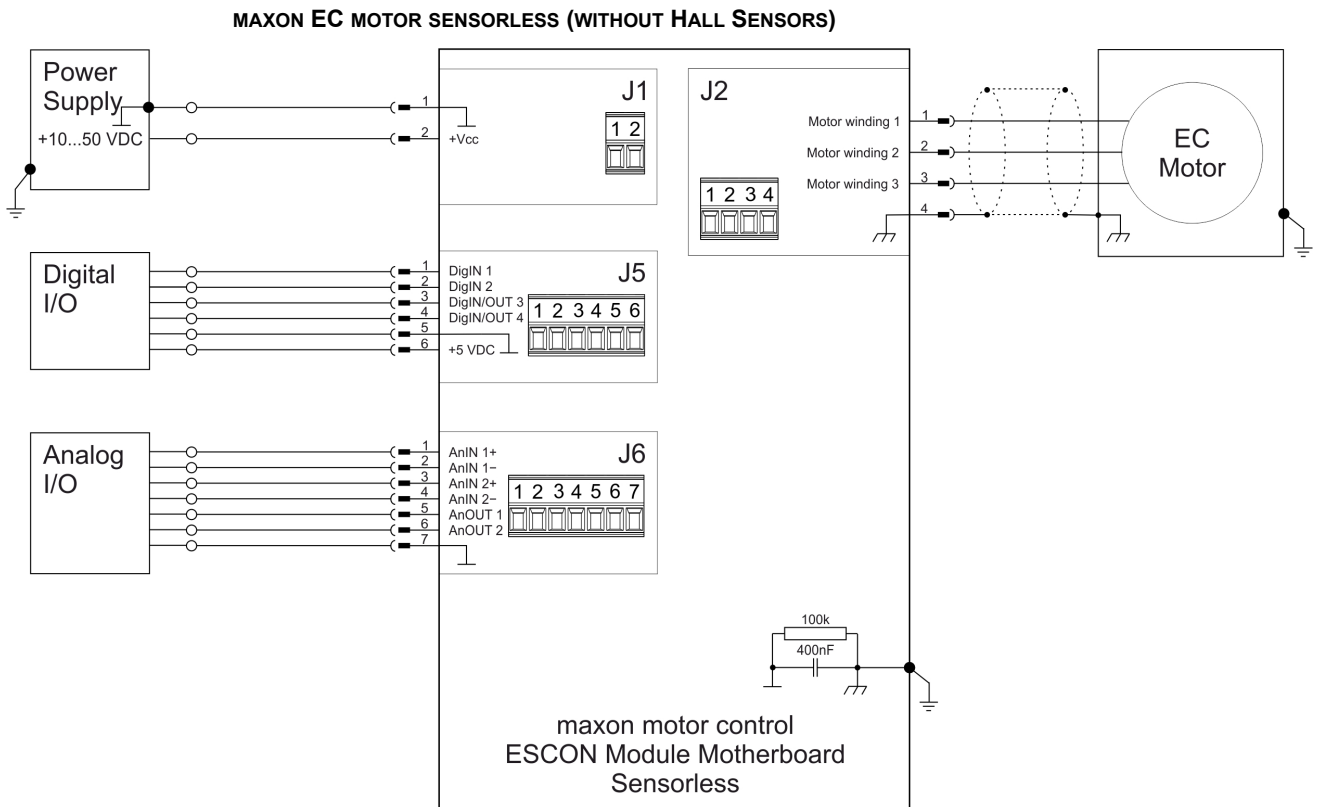 MAXON EC MOTOR SENSORLESS (WITHOUT HALL SENSORS)
Power
Supply
+10...50 VDC
1
2
+Vcc
J1
1 2
J2
Motor winding 1
Motor winding 2
Motor winding 3
1
2
3
4
1 2 3 4
EC
Motor
Digital
I/O
1
2
3
4
5
6
DigIN 1
DigIN 2
DigIN/OUT 3
DigIN/OUT 4
+5 VDC
J5
1 2 3 4 5 6
Analog
I/O
1
2
3
4
5
6
7
AnIN 1+
AnIN 1−
AnIN 2+
AnIN 2−
AnOUT 1
AnOUT 2
J6
1 2 3 4 5 6 7
100k
400nF
maxon motor control
ESCON Module Motherboard
Sensorless